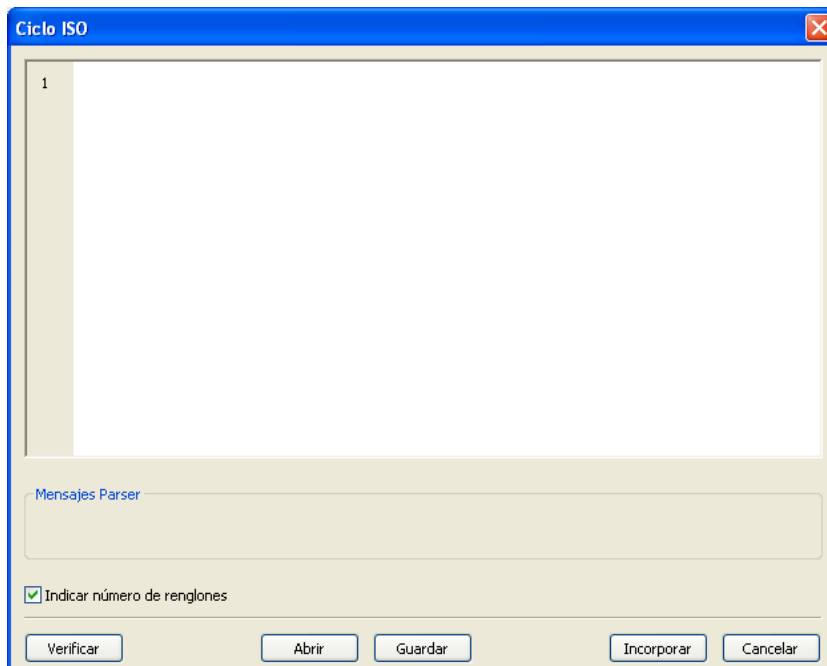 Ciclo ISO
1
Mensajes Parser
Indicar número de renglones
Verificar Abrir Guardar Incorporar Cancelar